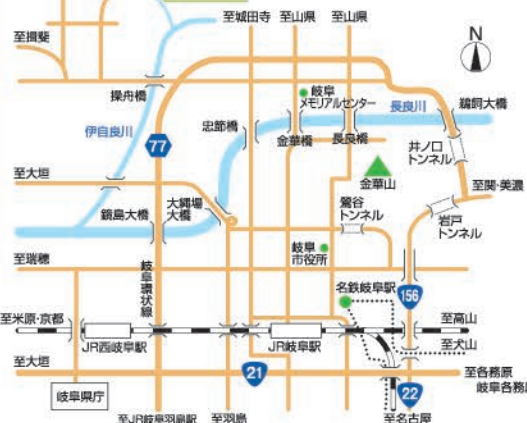 至城田寺
至山県
至山県
至揖斐
N
操舟橋
岐阜
メモリアルセンター
長良川
鵜飼大橋
伊自良川
忠節橋
金華橋
長良橋
77
井ノ口
トンネル
至大垣
金華山
至関・美濃
大縄場
大橋
鏡島大橋
鶯谷
トンネル
岩戸
トンネル
岐阜
市役所
至瑞穂
岐阜環状線
名鉄岐阜駅
156
至米原・京都
至高山
JR西岐阜駅
JR岐阜駅
至犬山
至大垣
21
至各務原
岐阜各務原
岐阜県庁
22
至JR岐阜羽島駅
至羽島
至名古屋